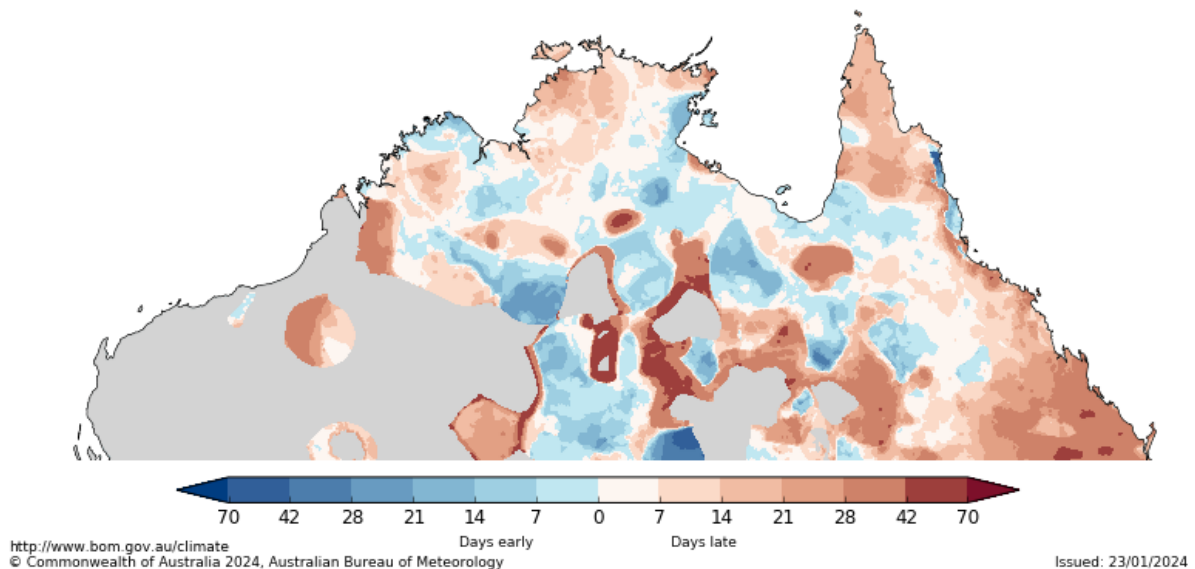 70 42 28 21 14 7 0 7 14 21 28 42 70
Days early Days late
http://www.bom.gov.au/climate
© Commonwealth of Australia 2024, Australian Bureau of Meteorology Issued: 23/01/2024